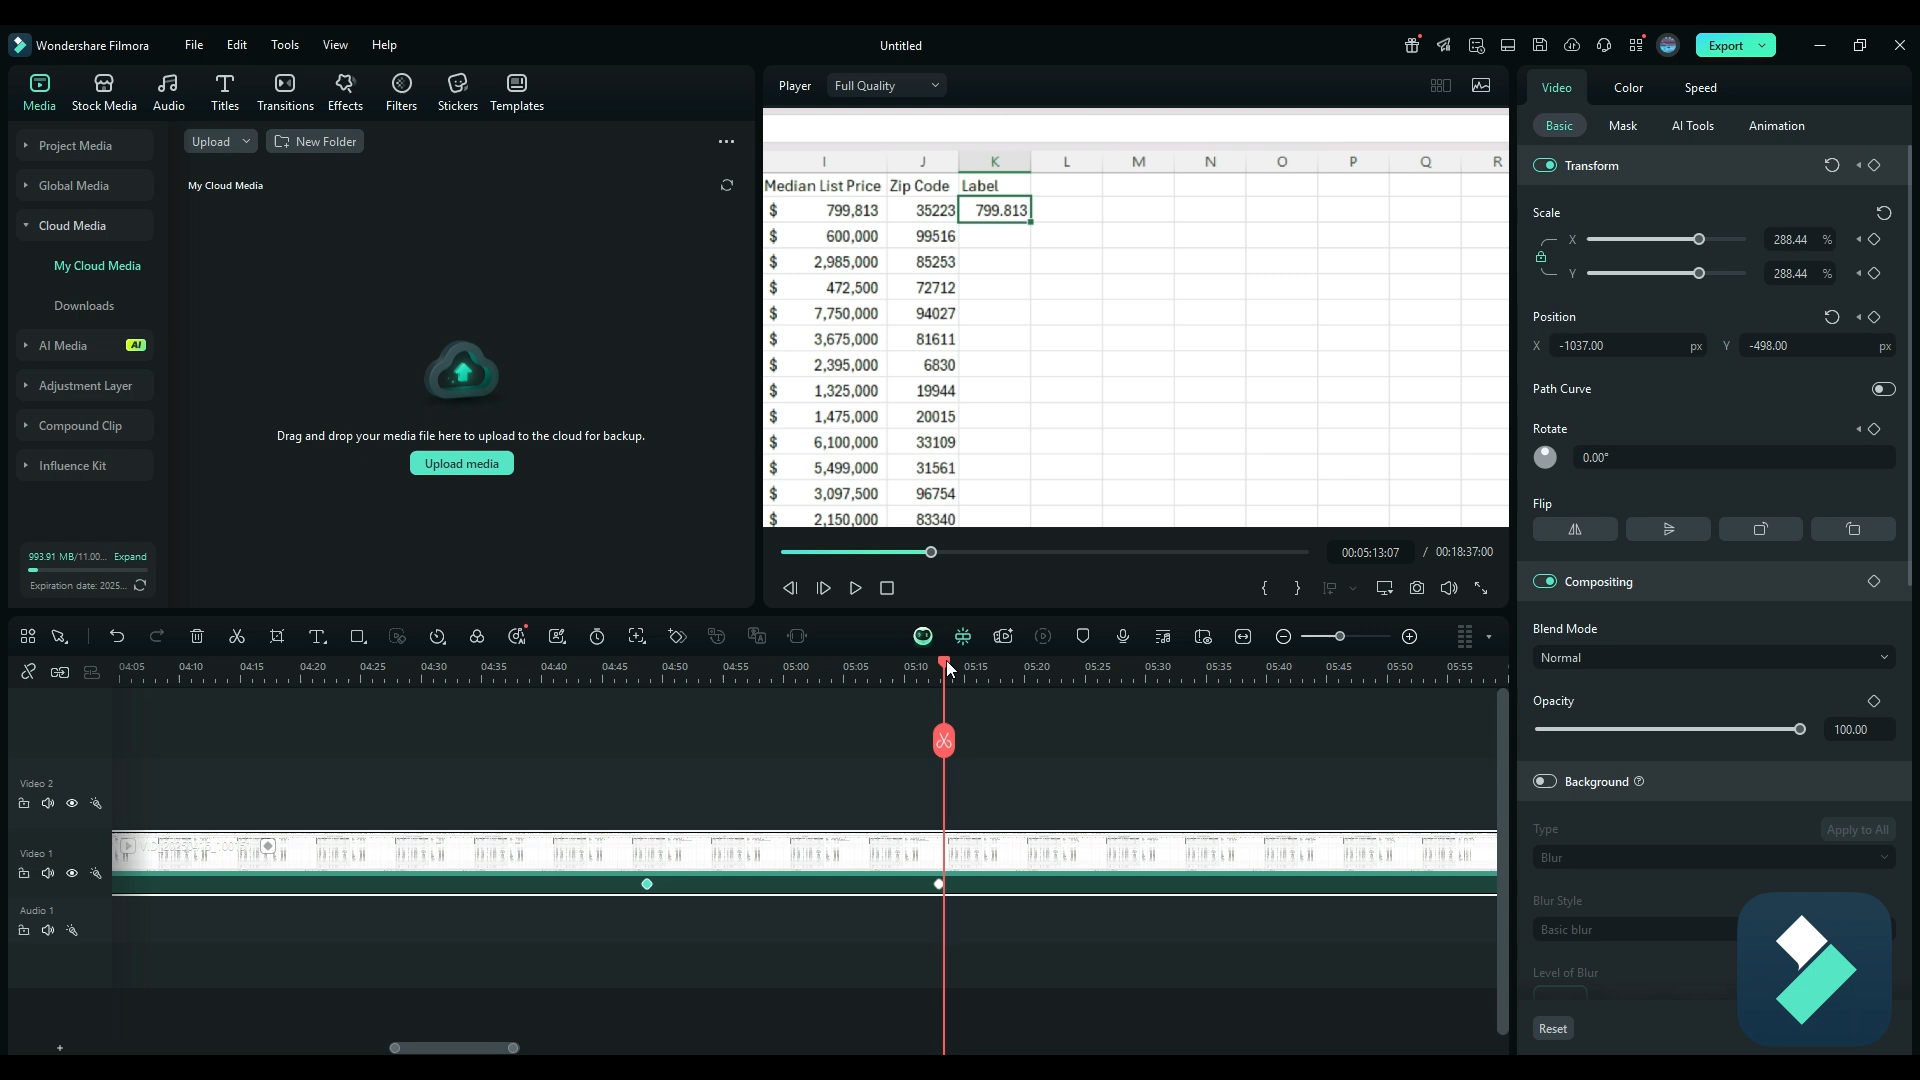 Wondershare Filmora File Edit Tools View Help Untitled Export
Media Stock Media Audio Titles Transitions Effects Filters Stickers Templates
Project Media
Global Media
Cloud Media
My Cloud Media
Downloads
AI Media AI
Adjustment Layer
Compound Clip
Influence Kit
993.91 MB/11.00... Expand
Expiration date: 2025...
Upload New Folder
My Cloud Media
Drag and drop your media file here to upload to the cloud for backup.
Upload media
Player Full Quality
I J K L M N O P Q R
Median List Price Zip Code Label
$ 799,813 35223 799.813
$ 600,000 99516
$ 2,985,000 85253
$ 472,500 72712
$ 7,750,000 94027
$ 3,675,000 81611
$ 2,395,000 6830
$ 1,325,000 19944
$ 1,475,000 20015
$ 6,100,000 33109
$ 5,499,000 31561
$ 3,097,500 96754
$ 2,150,000 83340
00:05:13:07 / 00:18:37:00
Video Color Speed
Basic Mask AI Tools Animation
Transform
Scale
X 288.44 %
Y 288.44 %
Position
X -1037.00 px Y -498.00 px
Path Curve
Rotate
0.00°
Flip
Compositing
Blend Mode
Normal
Opacity
100.00
Background
Type Apply to All
Blur
Blur Style
Basic blur
Level of Blur
Reset
04:05 04:10 04:15 04:20 04:25 04:30 04:35 04:40 04:45 04:50 04:55 05:00 05:05 05:10 05:15 05:20 05:25 05:30 05:35 05:40 05:45 05:50 05:55
Video 2
Video 1
Audio 1